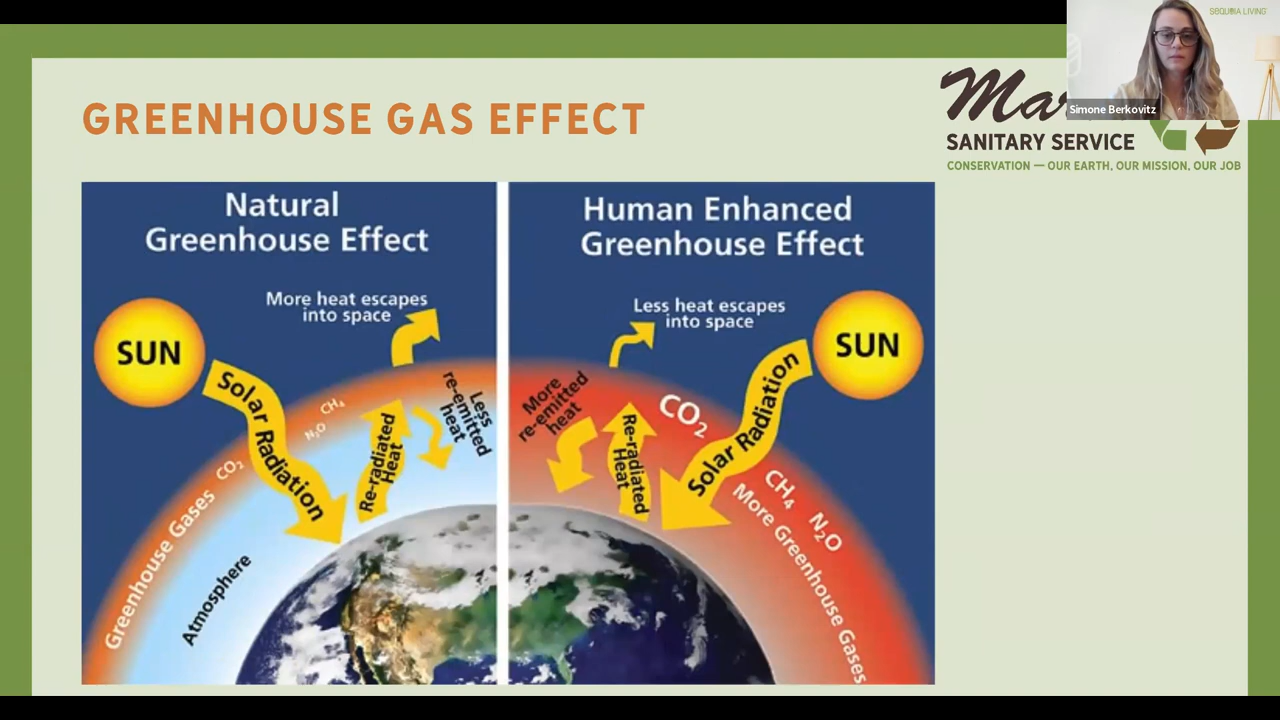 SEQUOIA LIVING
Simone Berkovitz
GREENHOUSE GAS EFFECT
SANITARY SERVICE
CONSERVATION — OUR EARTH, OUR MISSION, OUR JOB
Natural
Greenhouse Effect
More heat escapes
into space
SUN
Solar Radiation
CH4
N2O
CO2
Re-radiated
Heat
Less
re-emitted
heat
Greenhouse Gases
Atmosphere
Human Enhanced
Greenhouse Effect
Less heat escapes
into space
SUN
More
re-emitted
heat
Re-radiated
Heat
CO2
Solar Radiation
CH4
N2O
More Greenhouse Gases